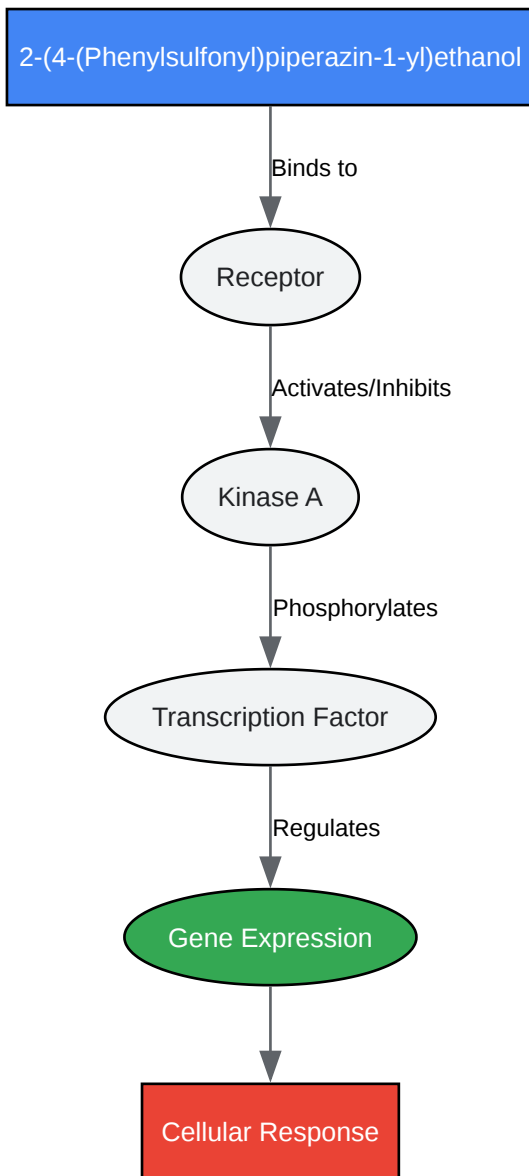 2-(4-(Phenylsulfonyl)piperazin-1-yl)ethanol
Binds to
Receptor
Activates/Inhibits
Kinase A
Phosphorylates
Transcription Factor
Regulates
Gene Expression
Cellular Response